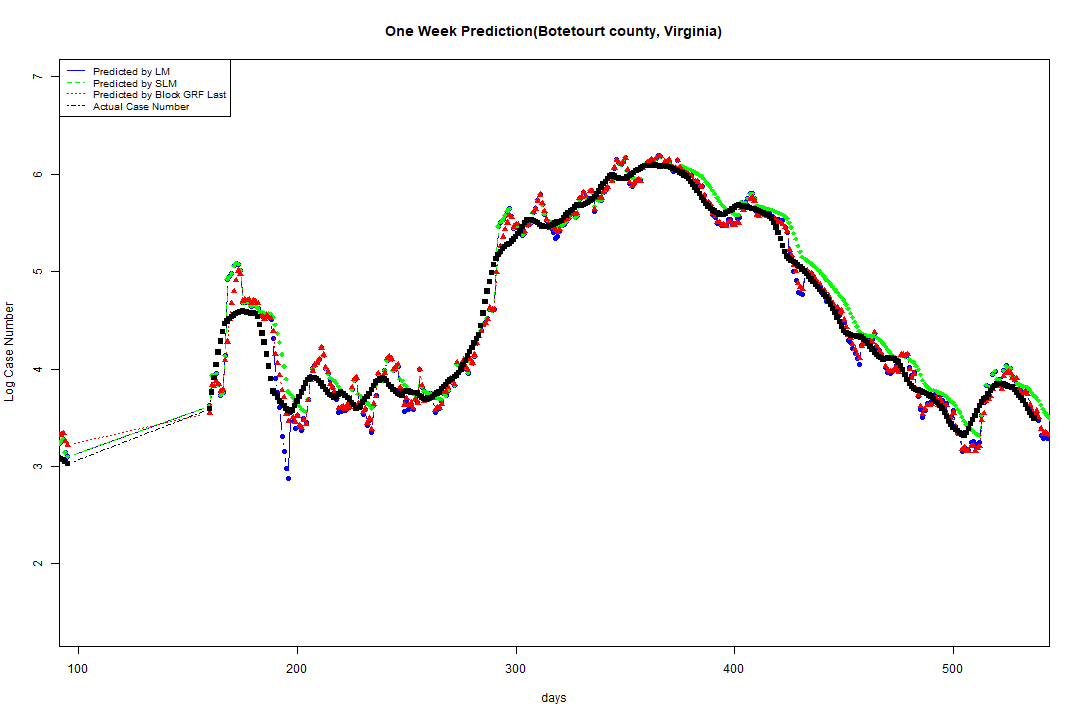 One Week Prediction(Botetourt county, Virginia)
Predicted by LM
Predicted by SLM
Predicted by Block GRF Last
Actual Case Number
7
6
5
4
3
2
Log Case Number
100 200 300 400 500
days